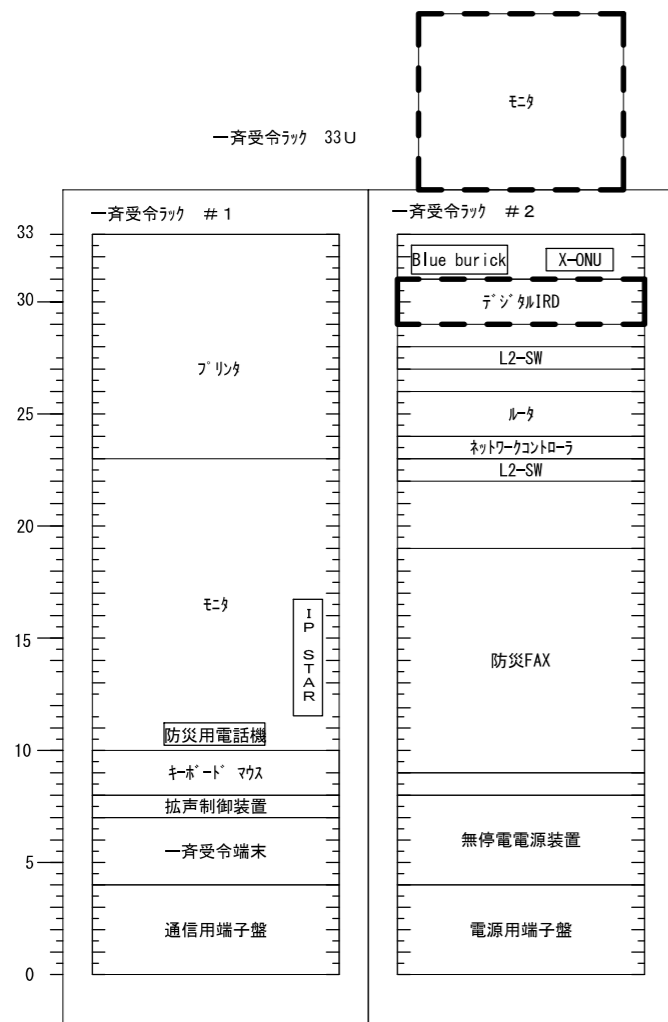 モニタ
一斉受令ラック 33U
一斉受令ラック #1
一斉受令ラック #2
33
30
25
20
15
10
5
0
プリンタ
モニタ
IP STAR
防災用電話機
キーボード マウス
拡声制御装置
一斉受令端末
通信用端子盤
Blue burick
X-ONU
デジタルIRD
L2-SW
ルータ
ネットワークコントローラ
L2-SW
防災FAX
無停電電源装置
電源用端子盤